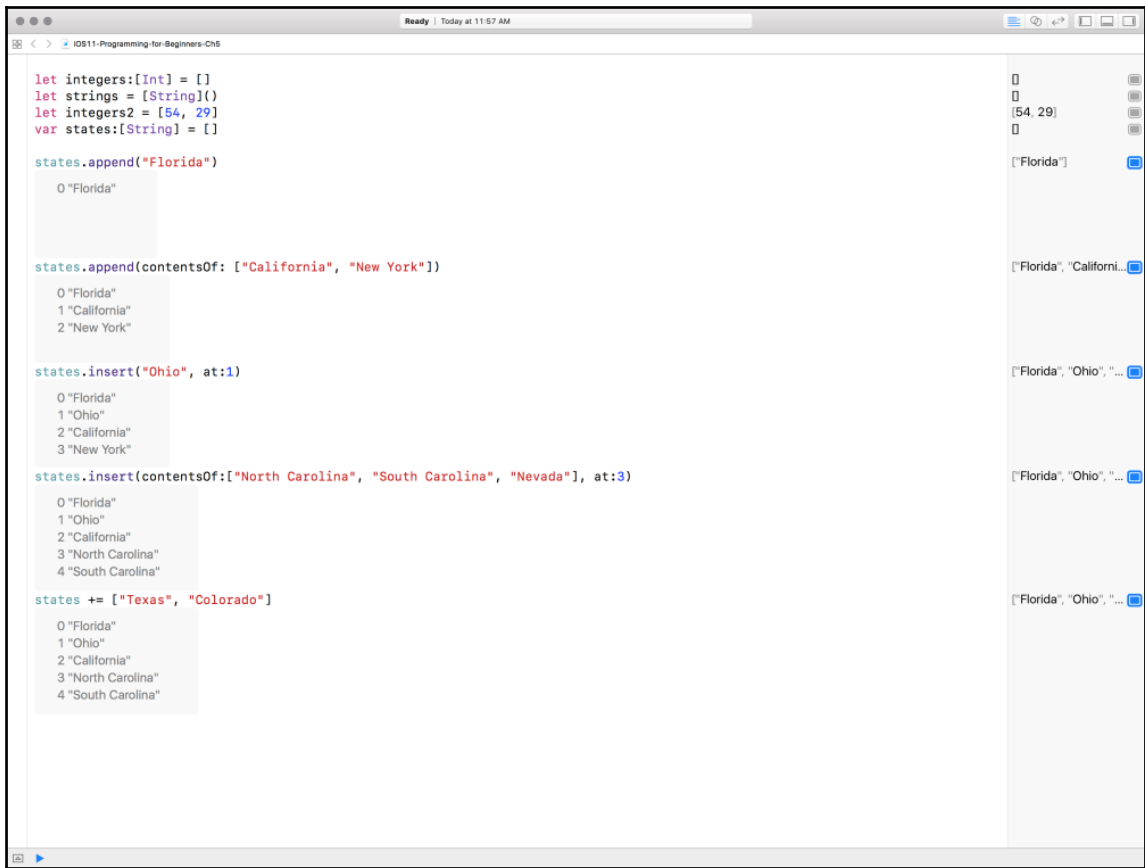 Ready | Today at 11:57 AM
iOS11-Programming-for-Beginners-Ch5
let integers:[Int] = [] []
let strings = [String]() []
let integers2 = [54, 29] [54, 29]
var states:[String] = [] []
states.append("Florida") ["Florida"]
0 "Florida"
states.append(contentsOf: ["California", "New York"]) ["Florida", "Californi...
0 "Florida"
1 "California"
2 "New York"
states.insert("Ohio", at:1) ["Florida", "Ohio", "...
0 "Florida"
1 "Ohio"
2 "California"
3 "New York"
states.insert(contentsOf:["North Carolina", "South Carolina", "Nevada"], at:3) ["Florida", "Ohio", "...
0 "Florida"
1 "Ohio"
2 "California"
3 "North Carolina"
4 "South Carolina"
states += ["Texas", "Colorado"] ["Florida", "Ohio", "...
0 "Florida"
1 "Ohio"
2 "California"
3 "North Carolina"
4 "South Carolina"